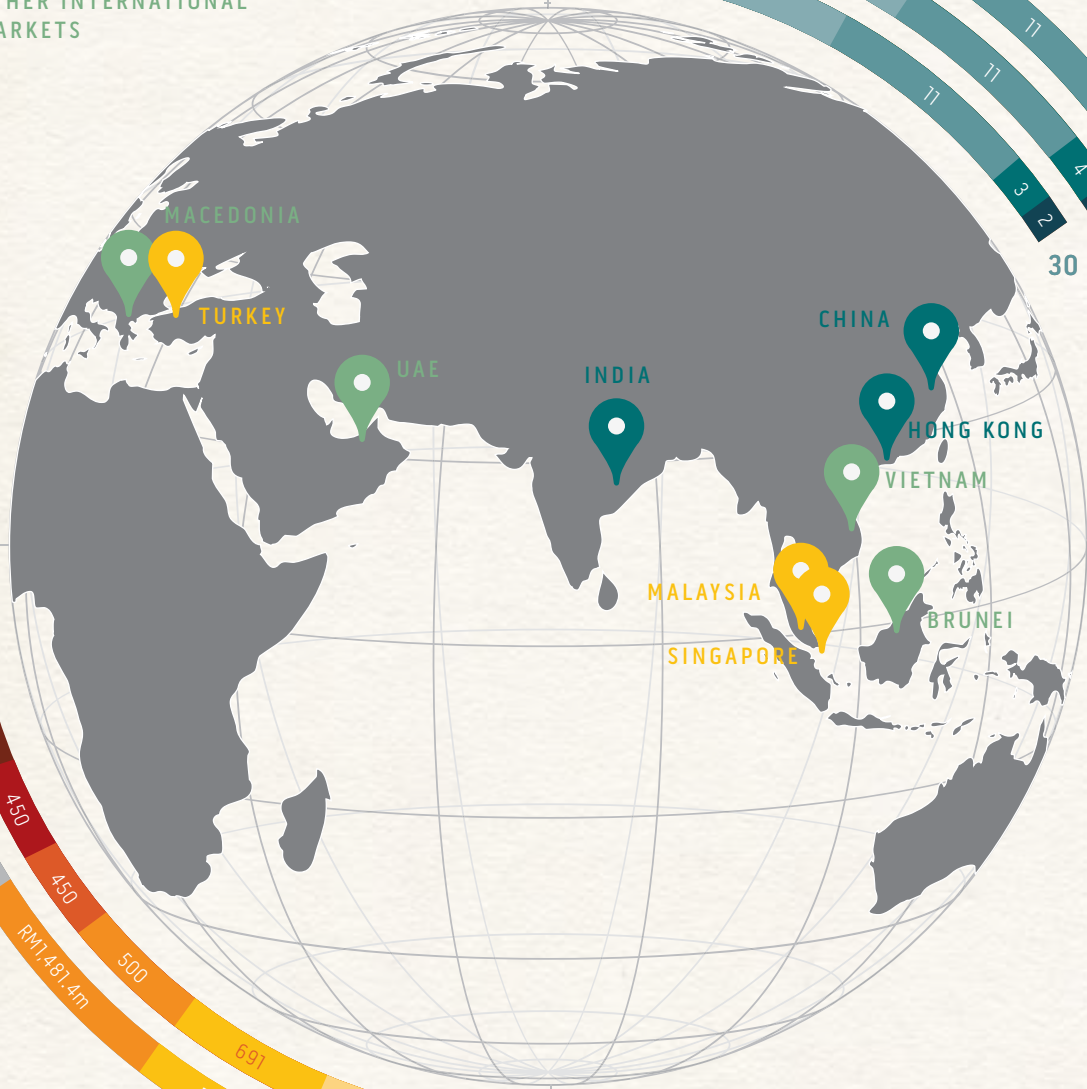 HER INTERNATIONAL
ARKETS
11
11
11
4
3
2
30
MACEDONIA
TURKEY
UAE
INDIA
CHINA
HONG KONG
VIETNAM
MALAYSIA
BRUNEI
SINGAPORE
450
450
500
691
RM1,481.4m